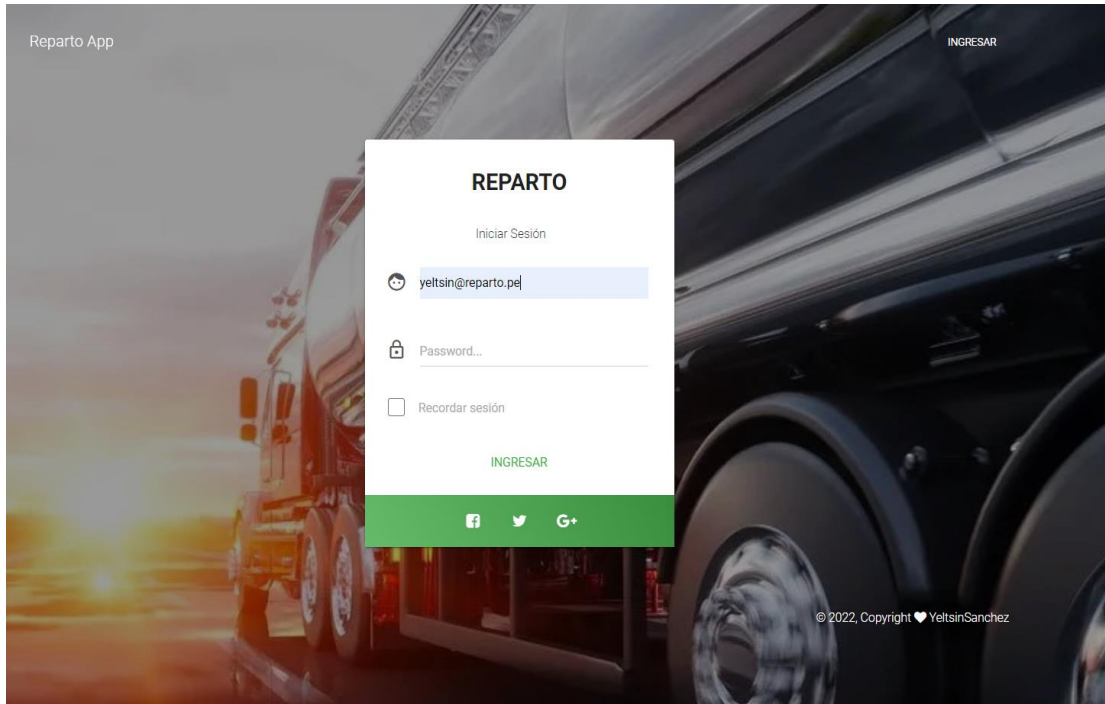 Reparto App
INGRESAR
REPARTO
Iniciar Sesión
yeltsin@reparto.pe
Password...
Recordar sesión
INGRESAR
G+
© 2022, Copyright YeltsinSanchez